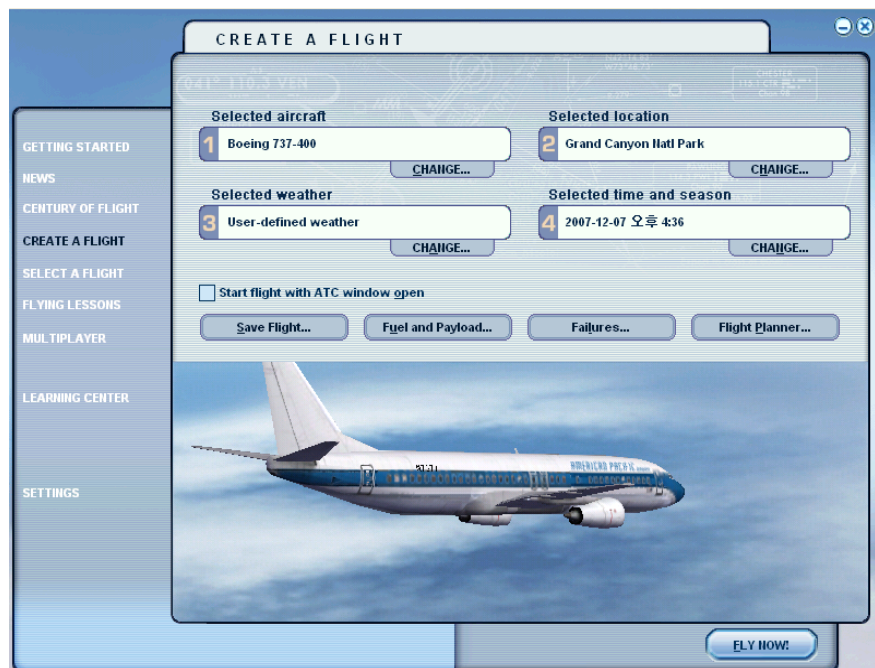 CREATE A FLIGHT
GETTING STARTED
NEWS
CENTURY OF FLIGHT
CREATE A FLIGHT
SELECT A FLIGHT
FLYING LESSONS
MULTIPLAYER
LEARNING CENTER
SETTINGS
Selected aircraft
1 Boeing 737-400
CHANGE...
Selected location
2 Grand Canyon Natl Park
CHANGE...
Selected weather
3 User-defined weather
CHANGE...
Selected time and season
4 2007-12-07 오후 4:36
CHANGE...
Start flight with ATC window open
Save Flight...
Fuel and Payload...
Failures...
Flight Planner...
AMERICAN PACIFIC
FLY NOW!